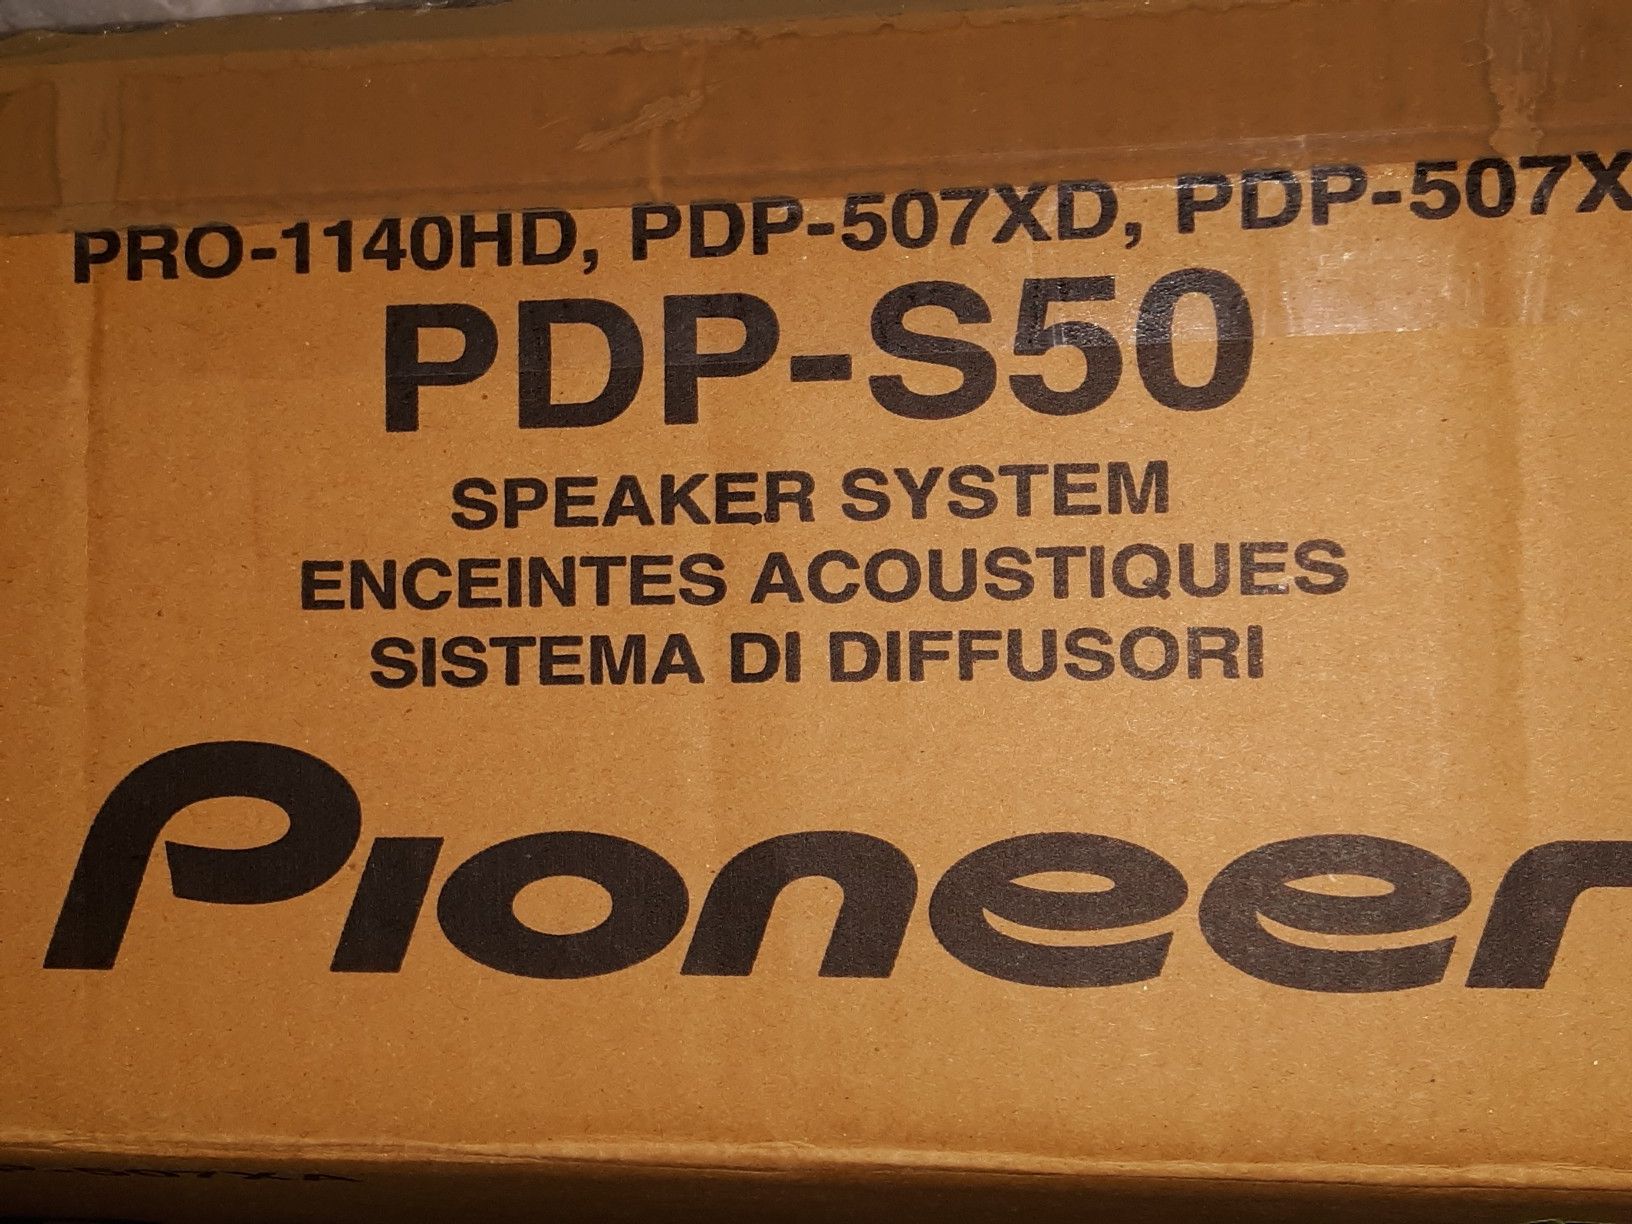 PRO-1140HD, PDP-507XD, PDP-507X
PDP-S50
SPEAKER SYSTEM
ENCEINTES ACOUSTIQUES
SISTEMA DI DIFFUSORI
Pioneer